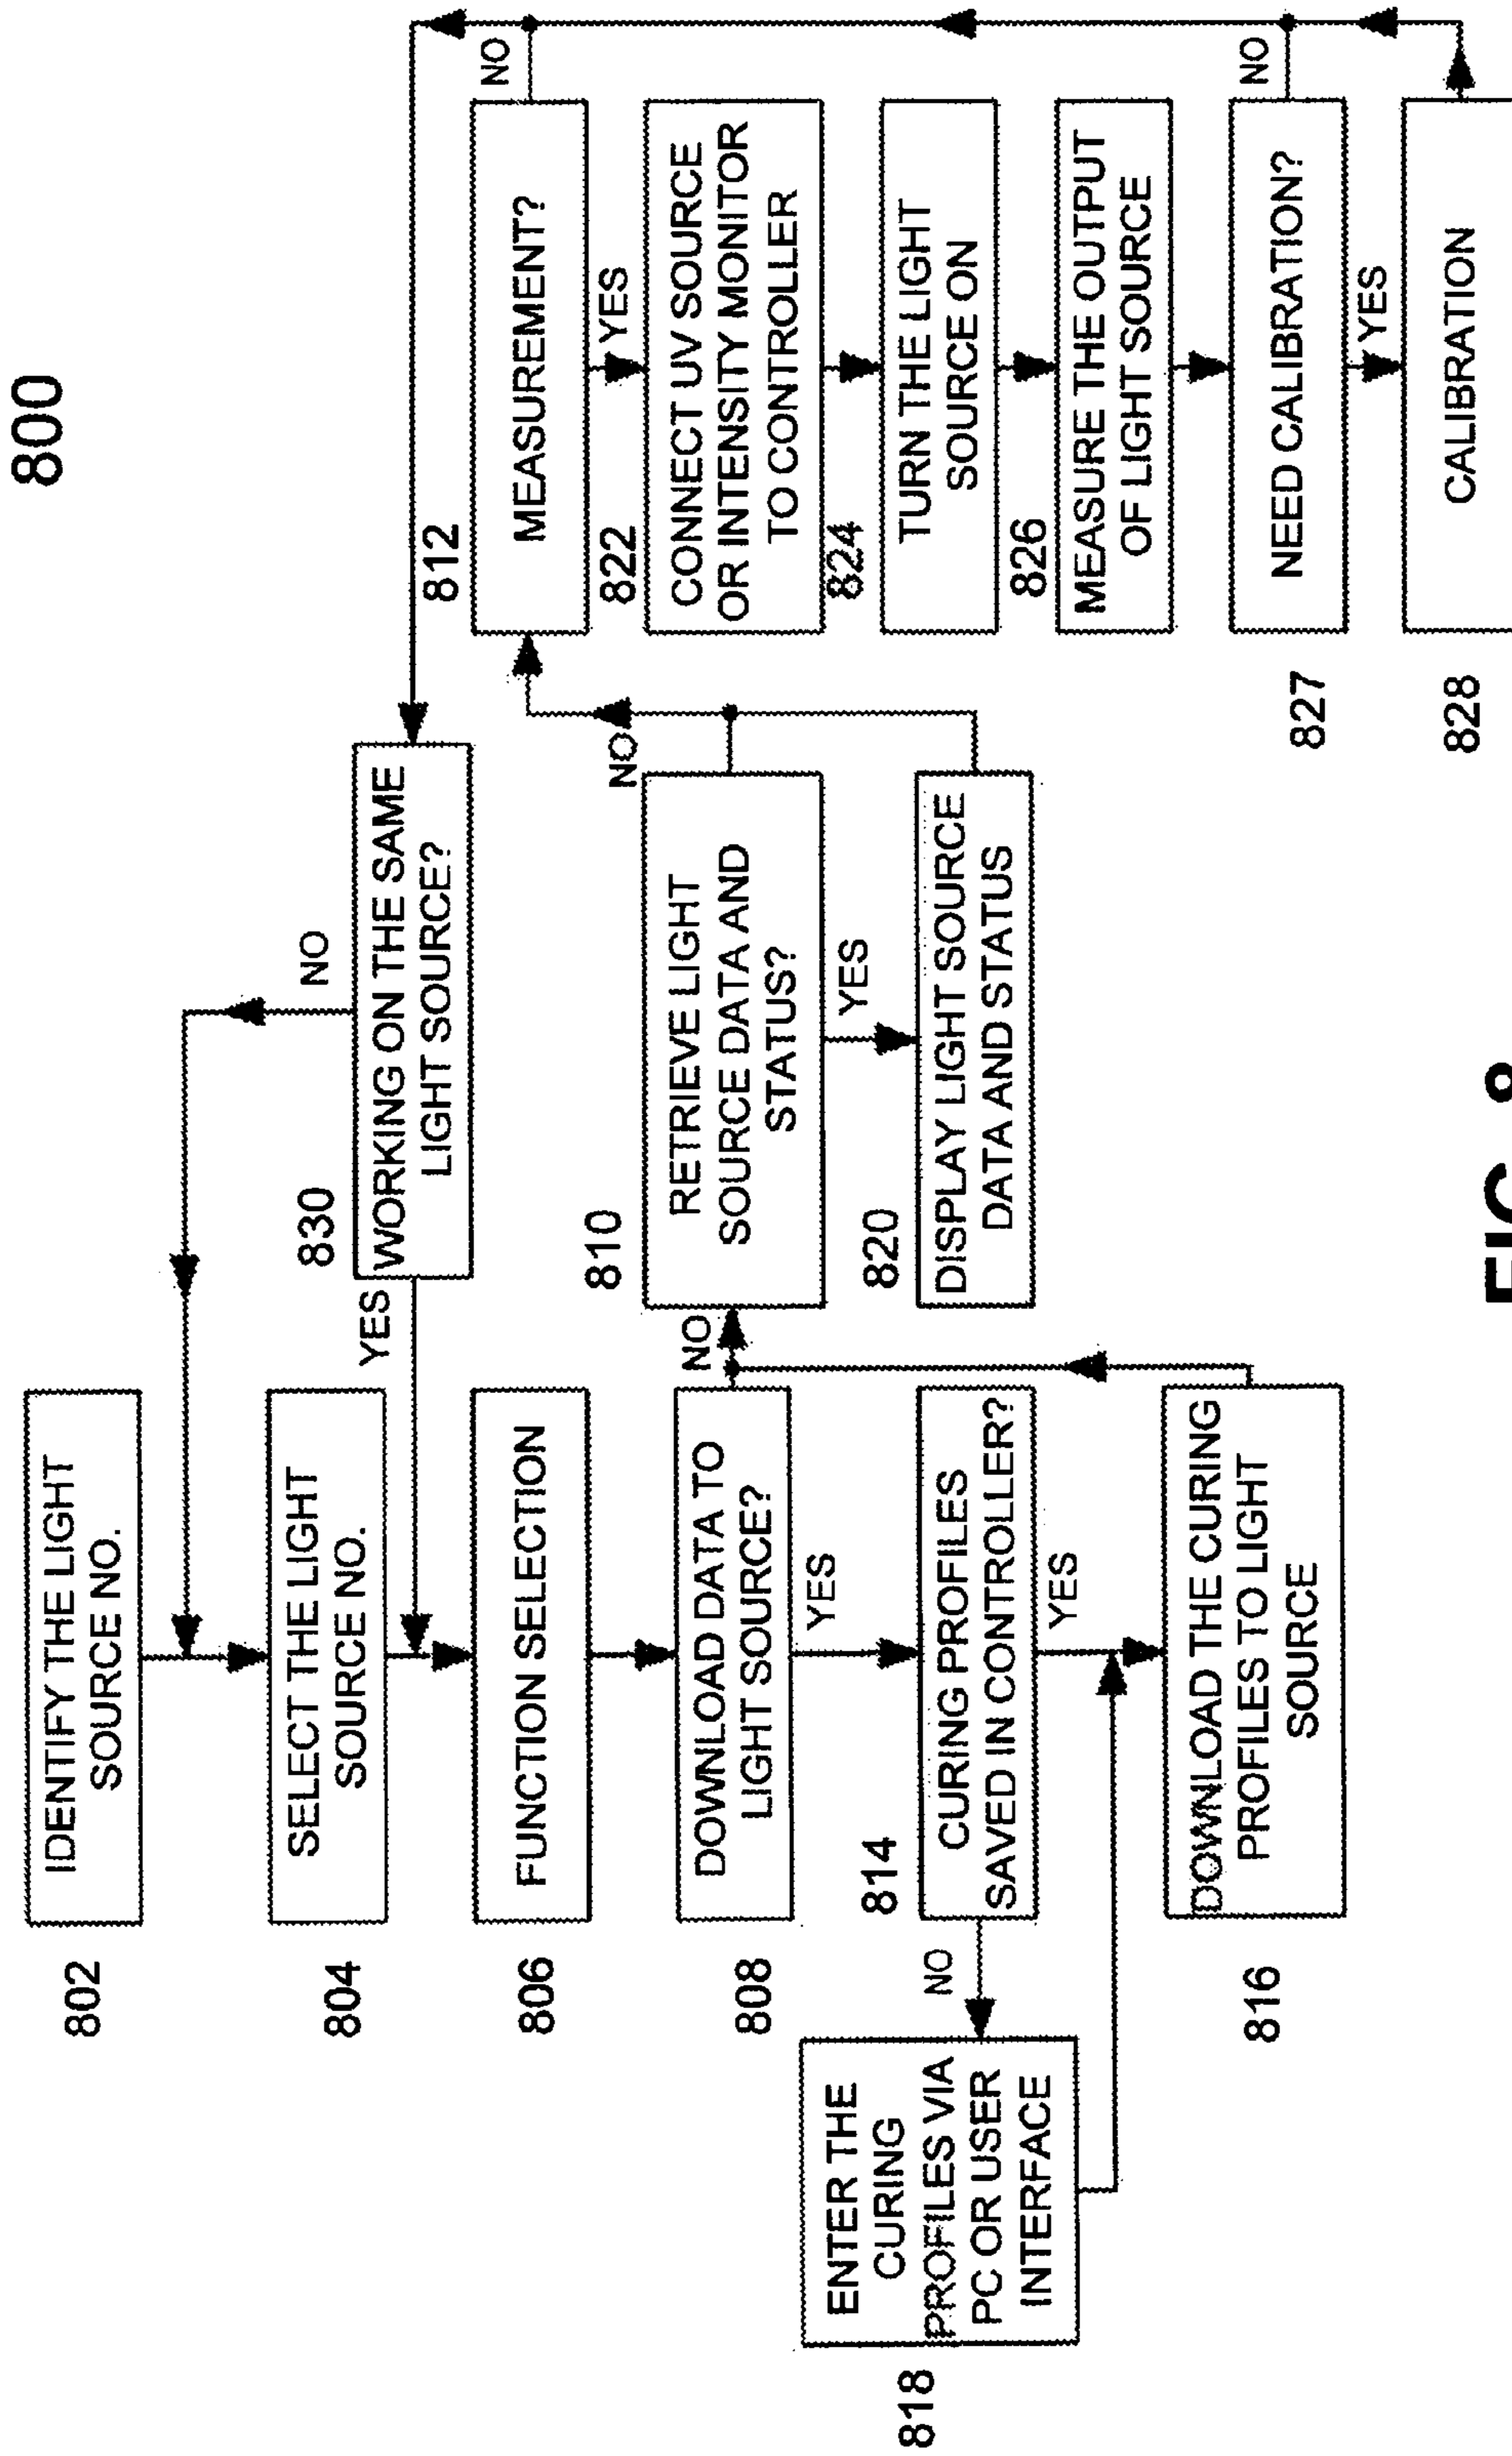 800
802
IDENTIFY THE LIGHT
SOURCE NO.
804
SELECT THE LIGHT
SOURCE NO.
806
FUNCTION SELECTION
808
DOWNLOAD DATA TO
LIGHT SOURCE?
NO
YES
814
CURING PROFILES
SAVED IN CONTROLLER?
NO
YES
818
ENTER THE
CURING
PROFILES VIA
PC OR USER
INTERFACE
816
DOWNLOAD THE CURING
PROFILES TO LIGHT
SOURCE
830
WORKING ON THE SAME
LIGHT SOURCE?
NO
YES
810
RETRIEVE LIGHT
SOURCE DATA AND
STATUS?
NO
YES
820
DISPLAY LIGHT SOURCE
DATA AND STATUS
812
MEASUREMENT?
NO
YES
822
CONNECT UV SOURCE
OR INTENSITY MONITOR
TO CONTROLLER
824
TURN THE LIGHT
SOURCE ON
826
MEASURE THE OUTPUT
OF LIGHT SOURCE
827
NEED CALIBRATION?
NO
YES
828
CALIBRATION
FIG. 8